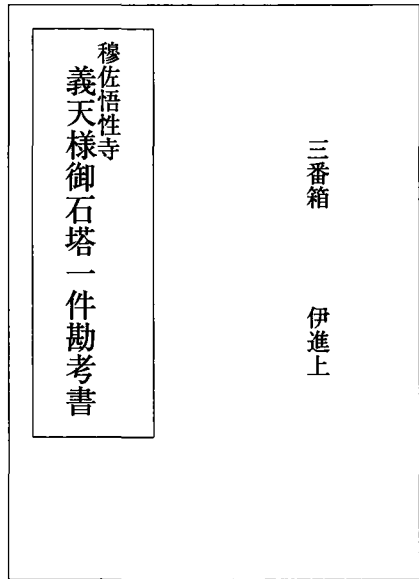 三番箱　伊進上
穆佐悟性寺
義天様御石塔一件勘考書